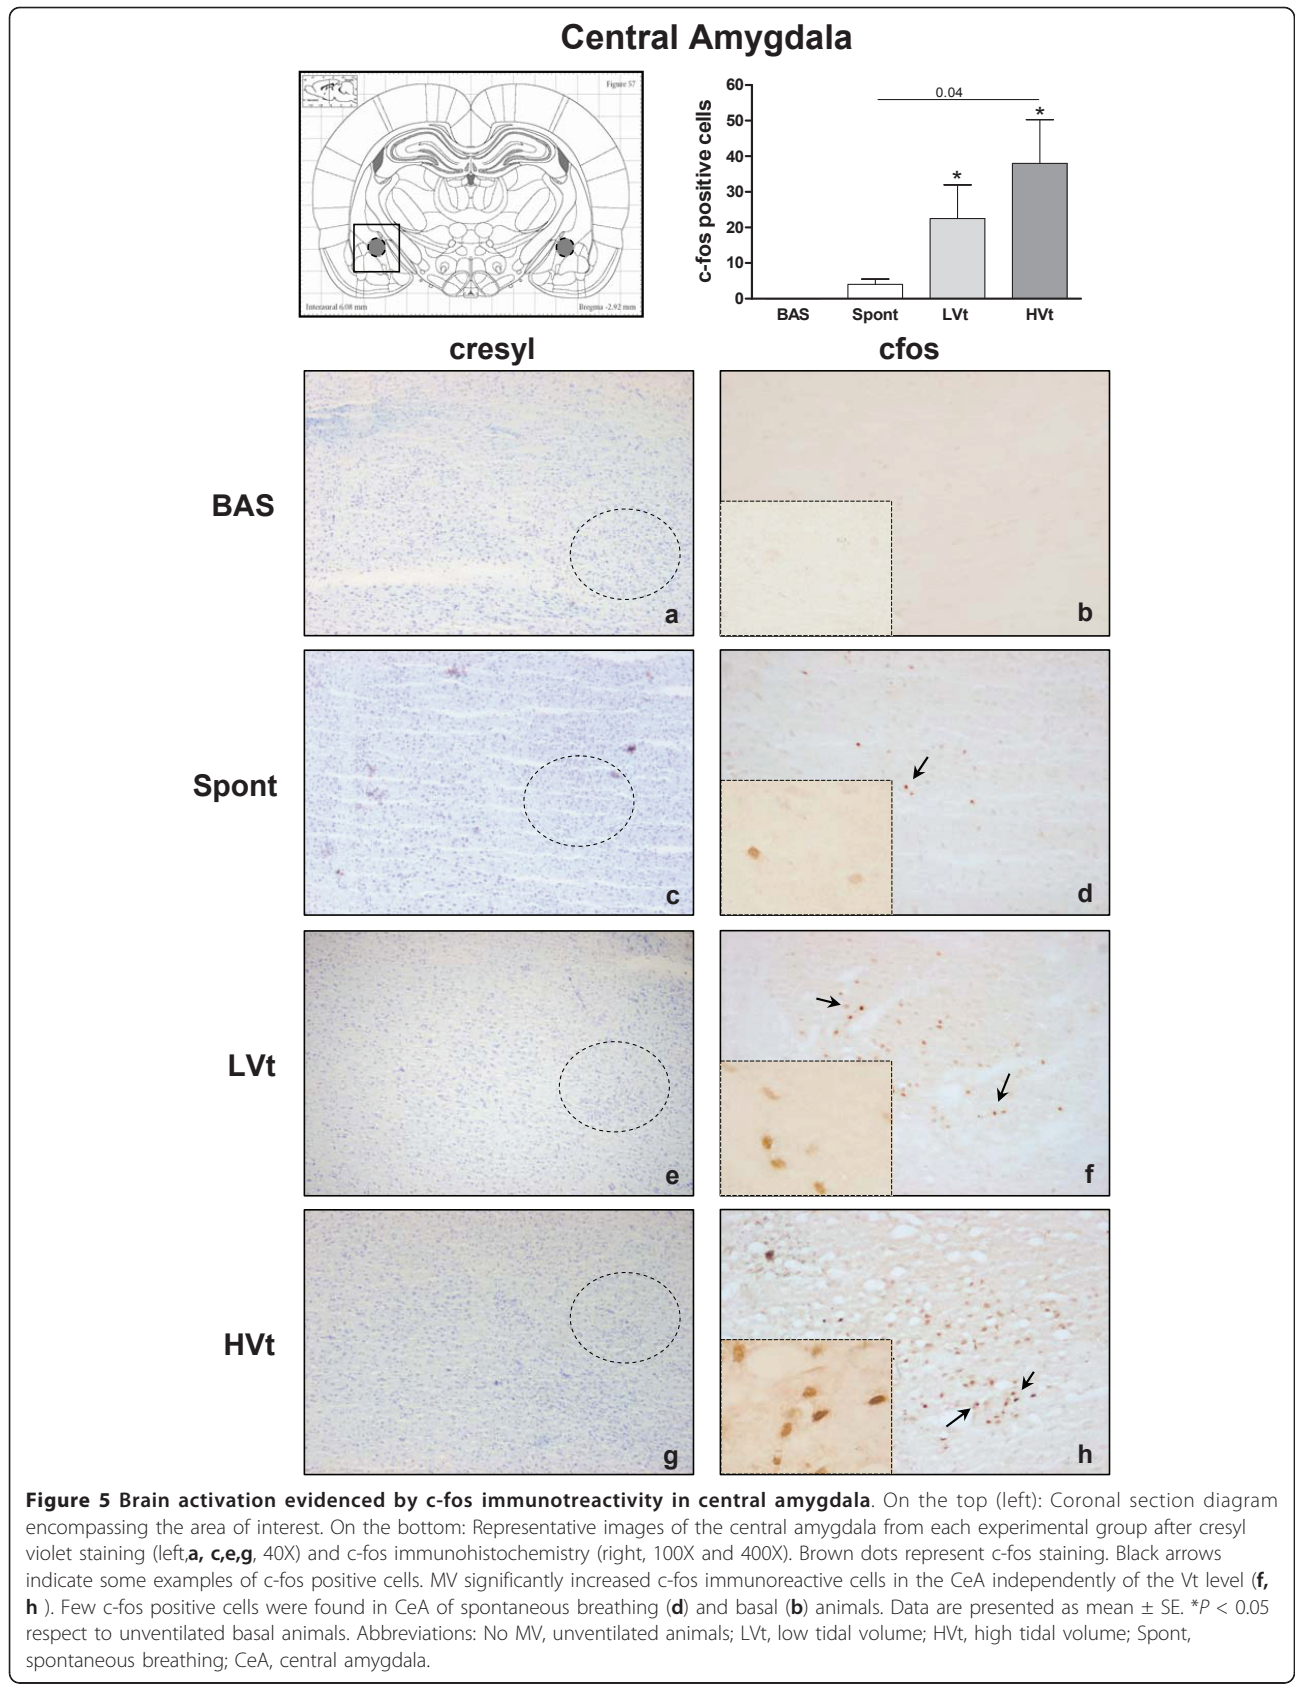 Central Amygdala
Figure 57
Interaural 6.08 mm
Bregma -2.92 mm
c-fos positive cells
60
50
40
30
20
10
0
0.04
*
*
BAS Spont LVt HVt
cresyl cfos
BAS
a
b
Spont
c
d
LVt
e
f
HVt
g
h
Figure 5 Brain activation evidenced by c-fos immunotreactivity in central amygdala. On the top (left): Coronal section diagram
encompassing the area of interest. On the bottom: Representative images of the central amygdala from each experimental group after cresyl
violet staining (left,a, c,e,g, 40X) and c-fos immunohistochemistry (right, 100X and 400X). Brown dots represent c-fos staining. Black arrows
indicate some examples of c-fos positive cells. MV significantly increased c-fos immunoreactive cells in the CeA independently of the Vt level (f,
h ). Few c-fos positive cells were found in CeA of spontaneous breathing (d) and basal (b) animals. Data are presented as mean ± SE. *P < 0.05
respect to unventilated basal animals. Abbreviations: No MV, unventilated animals; LVt, low tidal volume; HVt, high tidal volume; Spont,
spontaneous breathing; CeA, central amygdala.